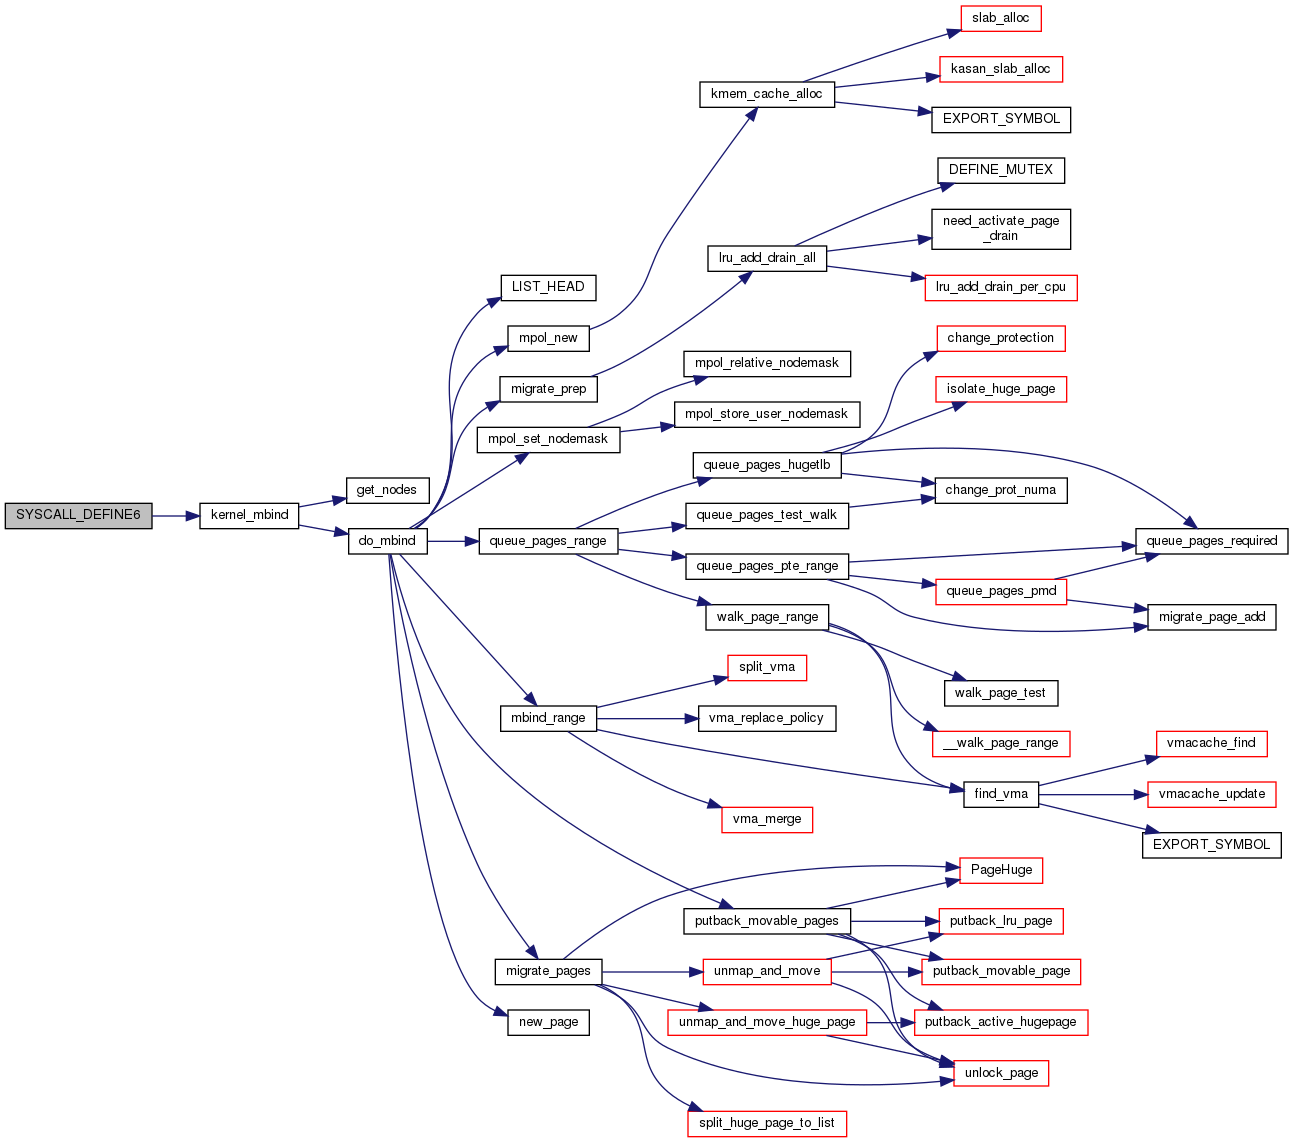 slab_alloc
kasan_slab_alloc
kmem_cache_alloc
EXPORT_SYMBOL
DEFINE_MUTEX
need_activate_page
_drain
lru_add_drain_all
LIST_HEAD
lru_add_drain_per_cpu
mpol_new
change_protection
mpol_relative_nodemask
migrate_prep
isolate_huge_page
mpol_store_user_nodemask
mpol_set_nodemask
queue_pages_hugetlb
get_nodes
change_prot_numa
SYSCALL_DEFINE6
kernel_mbind
queue_pages_test_walk
do_mbind
queue_pages_range
queue_pages_required
queue_pages_pte_range
queue_pages_pmd
walk_page_range
migrate_page_add
split_vma
walk_page_test
mbind_range
vma_replace_policy
__walk_page_range
vmacache_find
find_vma
vmacache_update
vma_merge
EXPORT_SYMBOL
PageHuge
putback_movable_pages
putback_lru_page
migrate_pages
unmap_and_move
putback_movable_page
new_page
unmap_and_move_huge_page
putback_active_hugepage
unlock_page
split_huge_page_to_list